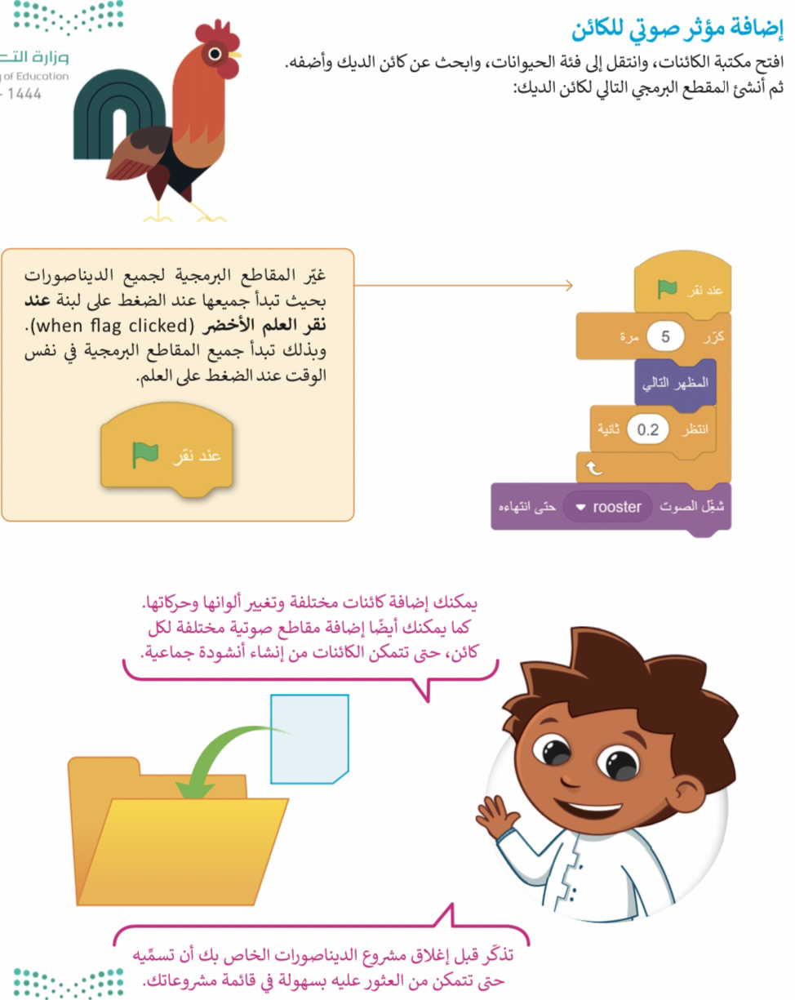 إضافة مؤثر صوتي للكائن
افتح مكتبة الكائنات، وانتقل إلى فئة الحيوانات، وابحث عن كائن الديك وأضفه.
ثم أنشئ المقطع البرمجي التالي لكائن الديك:
وزارة التعـ
of Education
- 1444
عند نقر
كرّر 5 مرة
المظهر التالي
انتظر 0.2 ثانية
شغّل الصوت rooster حتى انتهاءه
غيّر المقاطع البرمجية لجميع الديناصورات
بحيث تبدأ جميعها عند الضغط على لبنة عند
نقر العلم الأخضر (when flag clicked).
وبذلك تبدأ جميع المقاطع البرمجية في نفس
الوقت عند الضغط على العلم.
عند نقر
يمكنك إضافة كائنات مختلفة وتغيير ألوانها وحركاتها.
كما يمكنك أيضًا إضافة مقاطع صوتية مختلفة لكل
كائن، حتى تتمكن الكائنات من إنشاء أنشودة جماعية.
تذكّر قبل إغلاق مشروع الديناصورات الخاص بك أن تسمِّيه
حتى تتمكن من العثور عليه بسهولة في قائمة مشروعاتك.